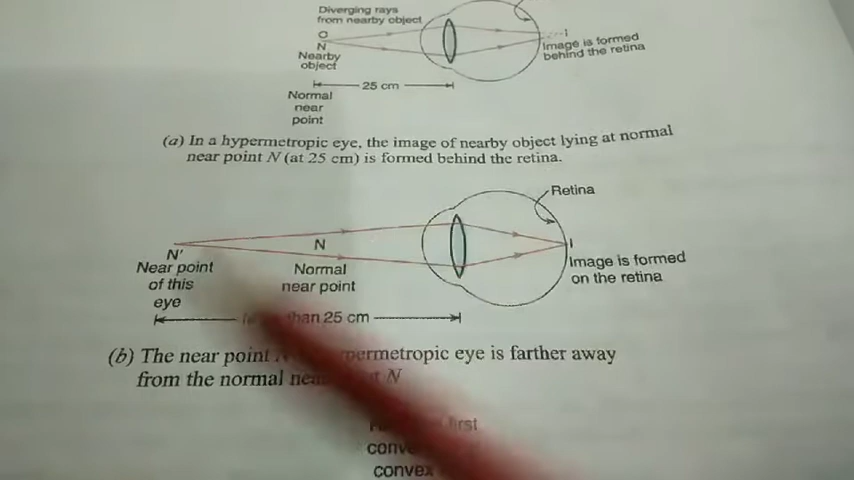 Diverging rays
from nearby object
O
N
Nearby
object
I
Image is formed
behind the retina
25 cm
Normal
near
point
(a) In a hypermetropic eye, the image of nearby object lying at normal
near point N (at 25 cm) is formed behind the retina.
Retina
N'
N
I
Near point
of this
eye
Normal
near point
Image is formed
on the retina
than 25 cm
(b) The near point eye is farther away
from the normal N
first
convex